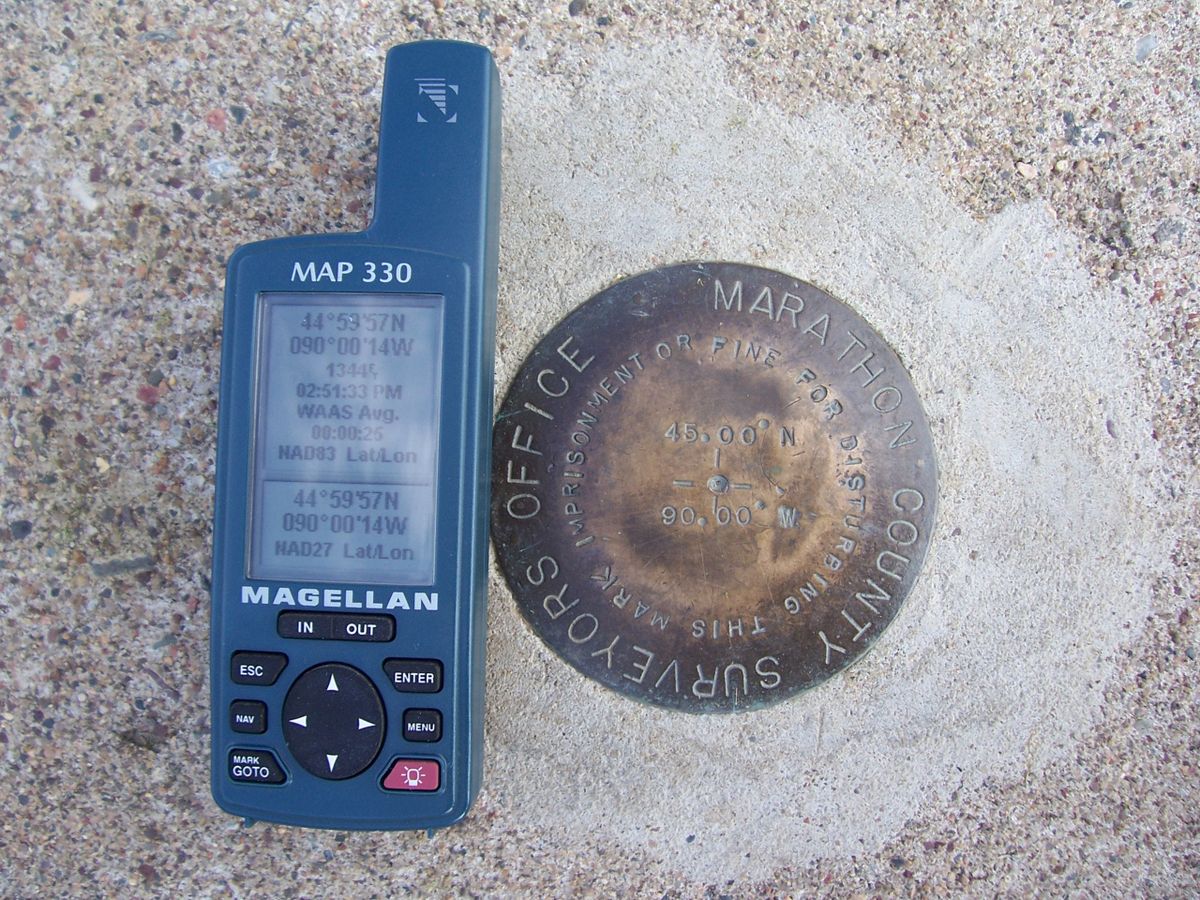 MAP 330
44°59'57N
090°00'14W
1344F
02:51:33 PM
WAAS Avg.
00:00:25
NAD83 Lat/Lon
44°59'57N
090°00'14W
NAD27 Lat/Lon
MAGELLAN
IN OUT
ESC
ENTER
NAV
MENU
MARK
GOTO
MARATHON COUNTY SURVEYORS OFFICE
IMPRISONMENT OR FINE FOR DISTURBING THIS MARK
45.00° N
90.00° W